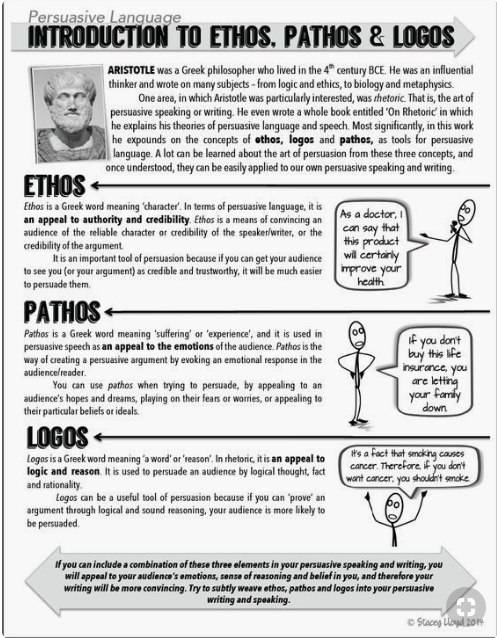 Persuasive Language
INTRODUCTION TO ETHOS, PATHOS & LOGOS
ARISTOTLE was a Greek philosopher who lived in the 4th century BCE. He was an influential
thinker and wrote on many subjects – from logic and ethics, to biology and metaphysics.
One area, in which Aristotle was particularly interested, was rhetoric. That is, the art of
persuasive speaking or writing. He even wrote a whole book entitled 'On Rhetoric' in which
he explains his theories of persuasive language and speech. Most significantly, in this work
he expounds on the concepts of ethos, logos and pathos, as tools for persuasive
language. A lot can be learned about the art of persuasion from these three concepts, and
once understood, they can be easily applied to our own persuasive speaking and writing.
ETHOS
Ethos is a Greek word meaning 'character'. In terms of persuasive language, it is
an appeal to authority and credibility. Ethos is a means of convincing an
audience of the reliable character or credibility of the speaker/writer, or the
credibility of the argument.
It is an important tool of persuasion because if you can get your audience
to see you (or your argument) as credible and trustworthy, it will be much easier
to persuade them.
As a doctor, I
can say that
this product
will certainly
improve your
health.
PATHOS
Pathos is a Greek word meaning 'suffering' or 'experience', and it is used in
persuasive speech as an appeal to the emotions of the audience. Pathos is the
way of creating a persuasive argument by evoking an emotional response in the
audience/reader.
You can use pathos when trying to persuade, by appealing to an
audience's hopes and dreams, playing on their fears or worries, or appealing to
their particular beliefs or ideals.
If you don't
buy this life
insurance, you
are letting
your family
down.
LOGOS
Logos is a Greek word meaning 'a word' or 'reason'. In rhetoric, it is an appeal to
logic and reason. It is used to persuade an audience by logical thought, fact
and rationality.
Logos can be a useful tool of persuasion because if you can 'prove' an
argument through logical and sound reasoning, your audience is more likely to
be persuaded.
It's a fact that smoking causes
cancer. Therefore, if you don't
want cancer, you shouldn't smoke.
If you can include a combination of these three elements in your persuasive speaking and writing, you
will appeal to your audience's emotions, sense of reasoning and belief in you, and therefore your
writing will be more convincing. Try to subtly weave ethos, pathos and logos into your persuasive
writing and speaking.
© Stacey Lloyd 2014